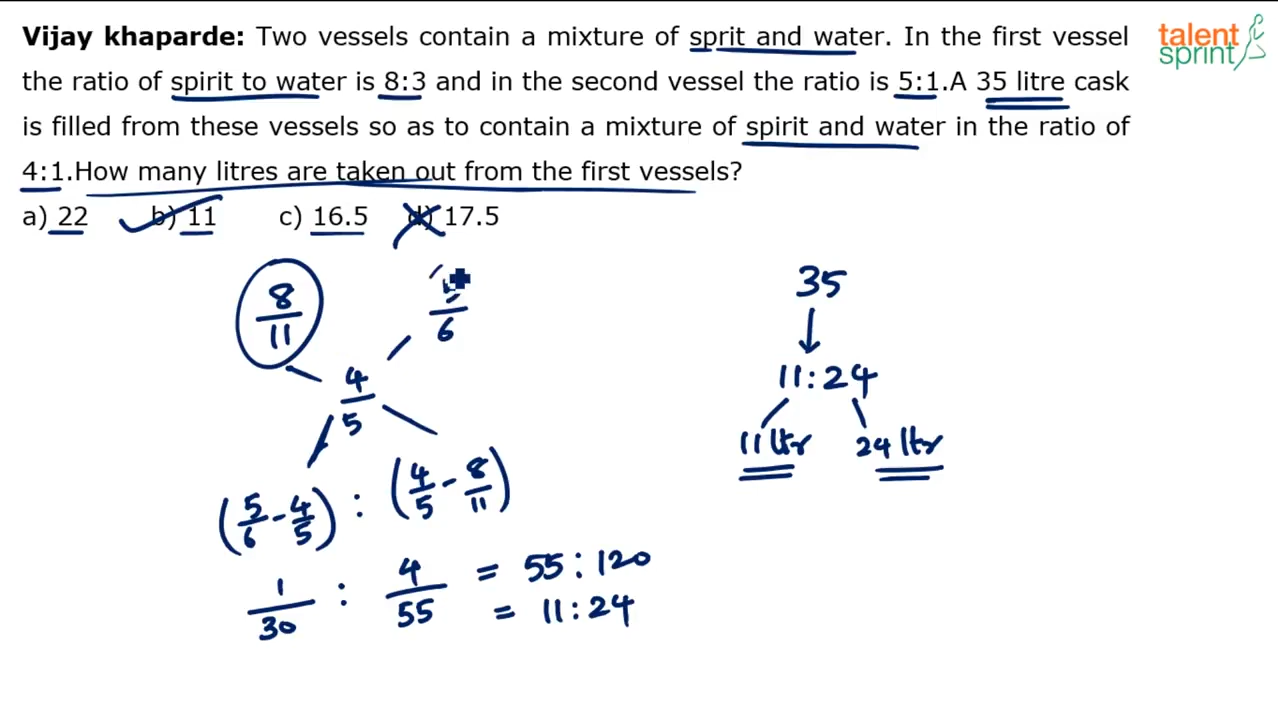 Vijay khaparde: Two vessels contain a mixture of sprit and water. In the first vessel
the ratio of spirit to water is 8:3 and in the second vessel the ratio is 5:1.A 35 litre cask
is filled from these vessels so as to contain a mixture of spirit and water in the ratio of
4:1.How many litres are taken out from the first vessels?
a) 22 b) 11 c) 16.5 d) 17.5
talent
sprint
8/11
/6
4/5
(5/6 - 4/5) : (4/5 - 8/11)
1/30 : 4/55 = 55:120
= 11:24
35
11:24
11 ltr 24 ltr